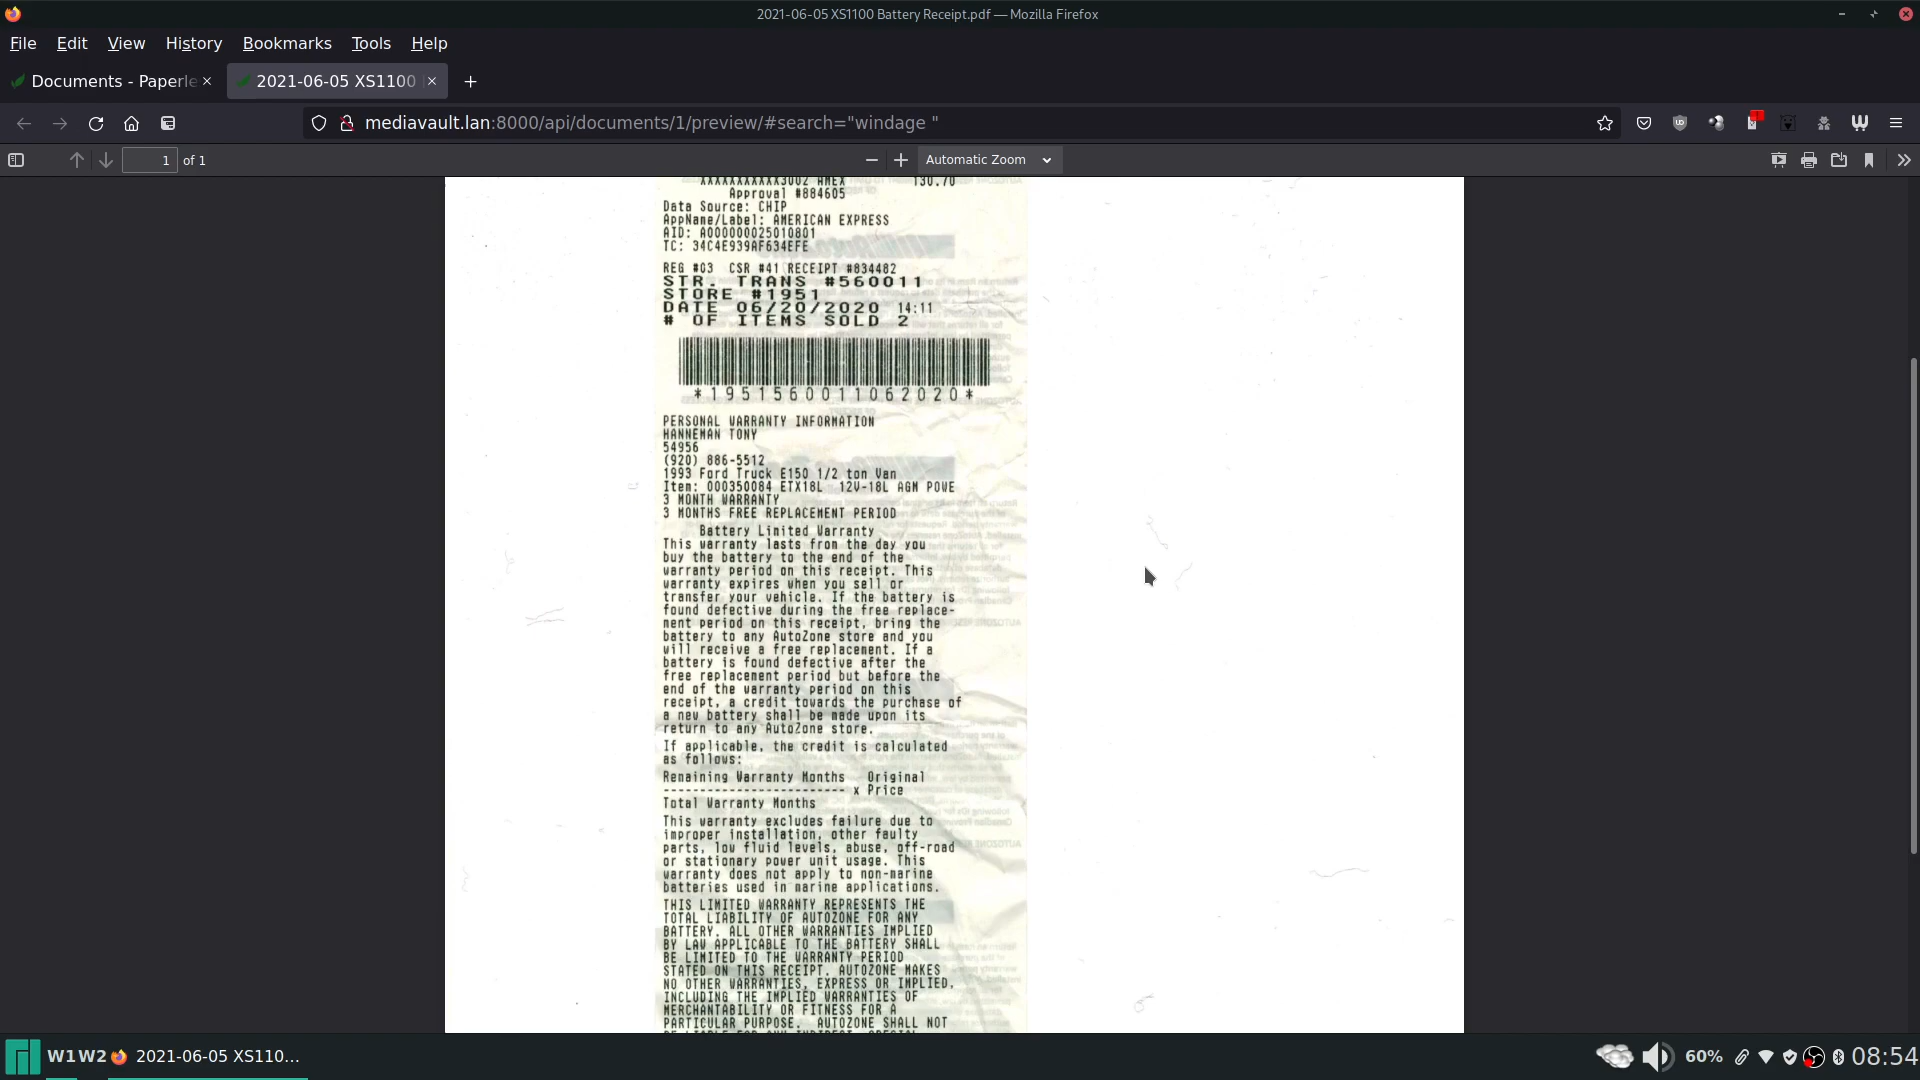 2021-06-05 XS1100 Battery Receipt.pdf — Mozilla Firefox
File Edit View History Bookmarks Tools Help
Documents - Paperle
2021-06-05 XS1100
mediavault.lan:8000/api/documents/1/preview/#search="windage "
1 of 1
Automatic Zoom
XXXXXXXXXXX3002 AMEX 130.70
Approval #884605
Data Source: CHIP
AppName/Label: AMERICAN EXPRESS
AID: A000000025010801
TC: 34C4E939AF634EFE
REG #03 CSR #41 RECEIPT #834482
STR. TRANS #560011
STORE #1951
DATE 06/20/2020 14:11
# OF ITEMS SOLD 2
*1951560011062020*
PERSONAL WARRANTY INFORMATION
HANNEMAN TONY
54956
(920) 886-5512
1993 Ford Truck E150 1/2 ton Van
Item: 000350084 ETX18L 12V-18L AGM POWE
3 MONTH WARRANTY
3 MONTHS FREE REPLACEMENT PERIOD
Battery Limited Warranty
This warranty lasts from the day you
buy the battery to the end of the
warranty period on this receipt. This
warranty expires when you sell or
transfer your vehicle. If the battery is
found defective during the free replace-
ment period on this receipt, bring the
battery to any AutoZone store and you
will receive a free replacement. If a
battery is found defective after the
free replacement period but before the
end of the warranty period on this
receipt, a credit towards the purchase of
a new battery shall be made upon its
return to any AutoZone store.
If applicable, the credit is calculated
as follows:
Remaining Warranty Months Original
------------------------- x Price
Total Warranty Months
This warranty excludes failure due to
improper installation, other faulty
parts, low fluid levels, abuse, off-road
or stationary power unit usage. This
warranty does not apply to non-marine
batteries used in marine applications.
THIS LIMITED WARRANTY REPRESENTS THE
TOTAL LIABILITY OF AUTOZONE FOR ANY
BATTERY. ALL OTHER WARRANTIES IMPLIED
BY LAW APPLICABLE TO THE BATTERY SHALL
BE LIMITED TO THE WARRANTY PERIOD
STATED ON THIS RECEIPT. AUTOZONE MAKES
NO OTHER WARRANTIES, EXPRESS OR IMPLIED,
INCLUDING THE IMPLIED WARRANTIES OF
MERCHANTABILITY OR FITNESS FOR A
PARTICULAR PURPOSE. AUTOZONE SHALL NOT
W1 W2 2021-06-05 XS110... 60% 08:54